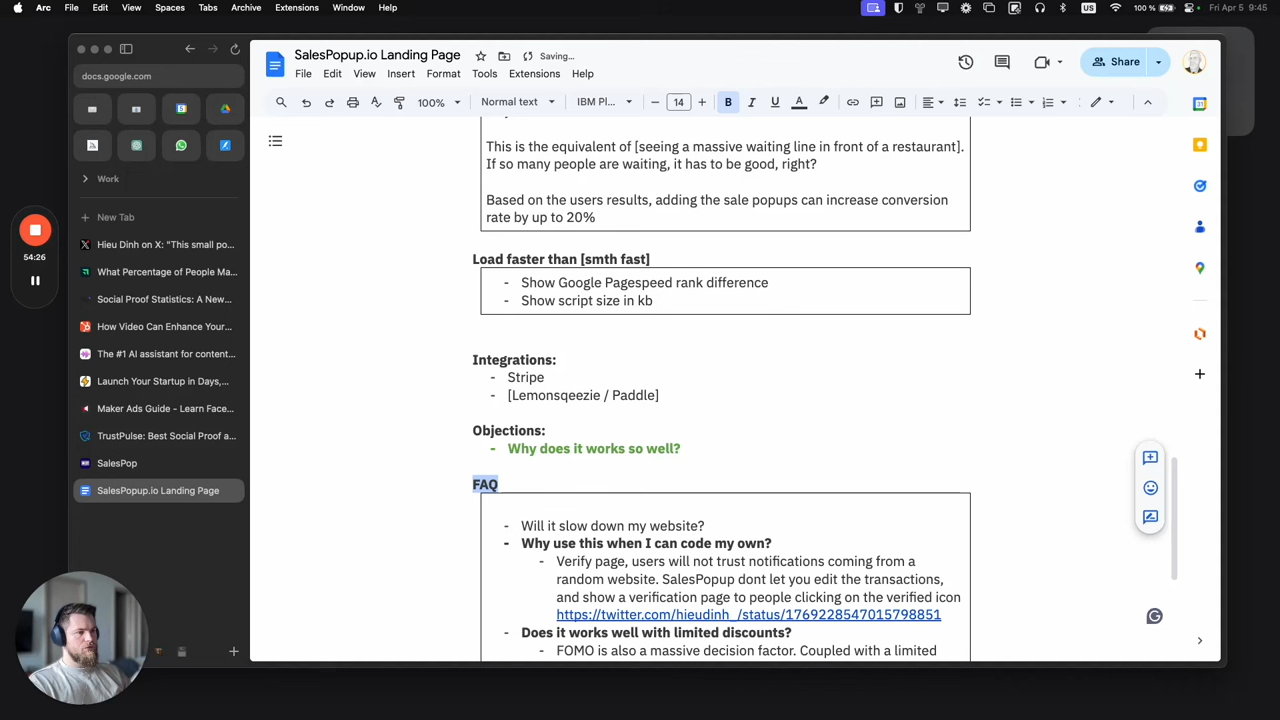 Arc File Edit View Spaces Tabs Archive Extensions Window Help
US 100 % Fri Apr 5 9:45
docs.google.com
Work
New Tab
Hieu Dinh on X: "This small po...
What Percentage of People Ma...
Social Proof Statistics: A New...
How Video Can Enhance Your...
The #1 AI assistant for content...
Launch Your Startup in Days,...
Maker Ads Guide - Learn Face...
TrustPulse: Best Social Proof a...
SalesPop
SalesPopup.io Landing Page
54:26
SalesPopup.io Landing Page
Saving...
File Edit View Insert Format Tools Extensions Help
Share
100% Normal text IBM Pl... 14 B I U A
This is the equivalent of [seeing a massive waiting line in front of a restaurant].
If so many people are waiting, it has to be good, right?
Based on the users results, adding the sale popups can increase conversion
rate by up to 20%
Load faster than [smth fast]
- Show Google Pagespeed rank difference
- Show script size in kb
Integrations:
- Stripe
- [Lemonsqeezie / Paddle]
Objections:
- Why does it works so well?
FAQ
- Will it slow down my website?
- Why use this when I can code my own?
- Verify page, users will not trust notifications coming from a
random website. SalesPopup dont let you edit the transactions,
and show a verification page to people clicking on the verified icon
https://twitter.com/hieudinh_/status/1769228547015798851
- Does it works well with limited discounts?
- FOMO is also a massive decision factor. Coupled with a limited